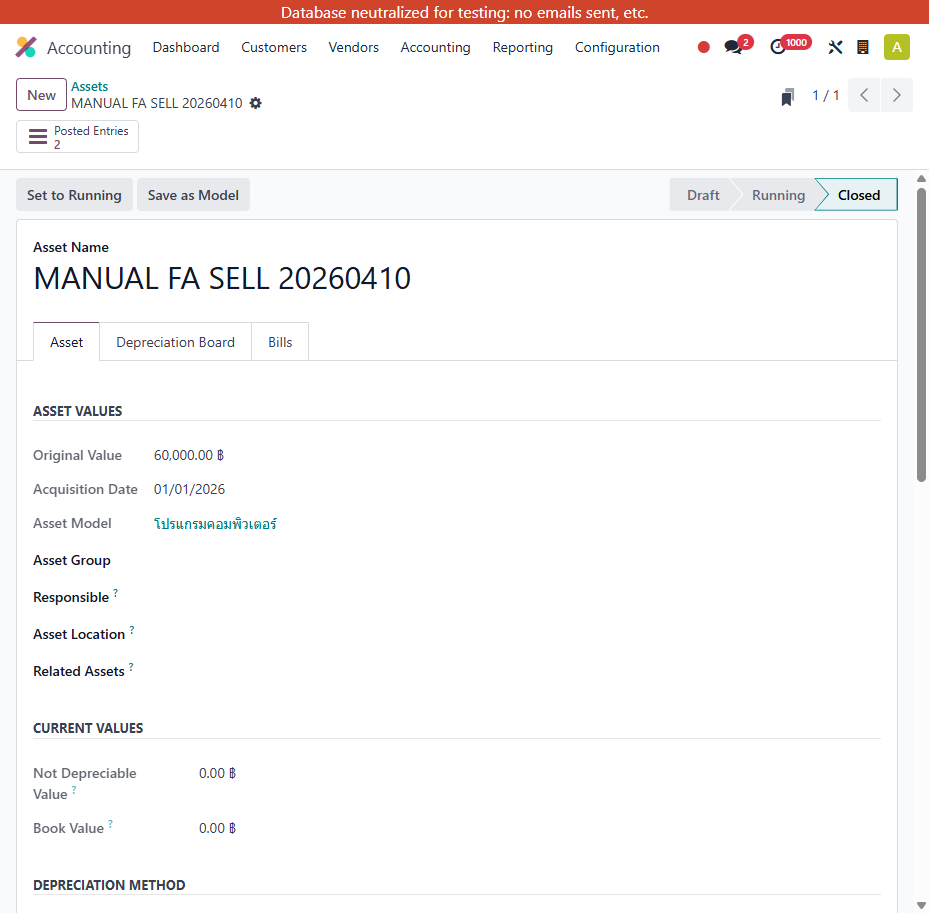 Database neutralized for testing: no emails sent, etc.
Accounting Dashboard Customers Vendors Accounting Reporting Configuration 2 1000 A
New Assets
MANUAL FA SELL 20260410
1 / 1
Posted Entries
2
Set to Running Save as Model Draft Running Closed
Asset Name
MANUAL FA SELL 20260410
Asset Depreciation Board Bills
ASSET VALUES
Original Value 60,000.00 ฿
Acquisition Date 01/01/2026
Asset Model โปรแกรมคอมพิวเตอร์
Asset Group
Responsible ?
Asset Location ?
Related Assets ?
CURRENT VALUES
Not Depreciable 0.00 ฿
Value ?
Book Value ? 0.00 ฿
DEPRECIATION METHOD